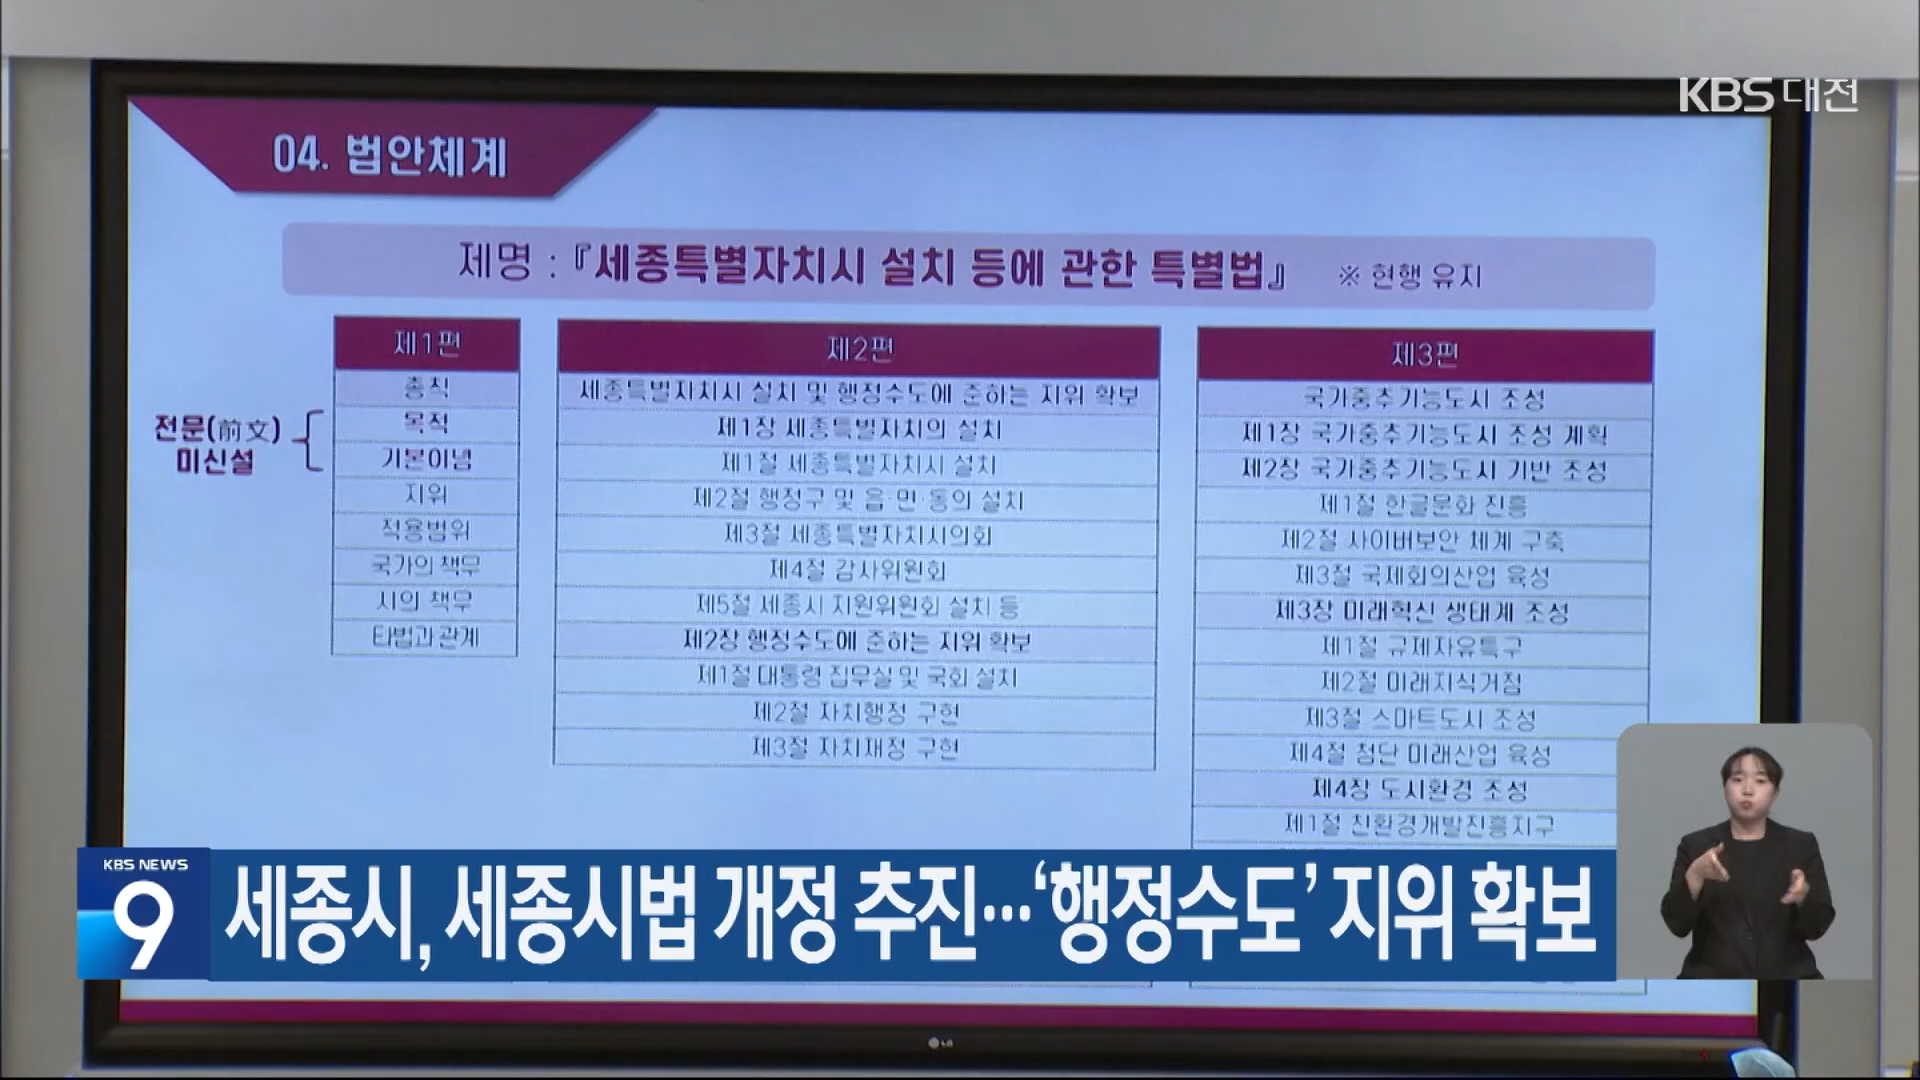 KBS 대전
04. 법안체계
제명 : 『세종특별자치시 설치 등에 관한 특별법』 ※ 현행 유지
전문(前文)
미신설
제1편
총칙
목적
기본이념
지위
적용범위
국가의 책무
시의 책무
타법과 관계
제2편
세종특별자치시 설치 및 행정수도에 준하는 지위 확보
제1장 세종특별자치의 설치
제1절 세종특별자치시 설치
제2절 행정구 및 읍·면·동의 설치
제3절 세종특별자치시의회
제4절 감사위원회
제5절 세종시 지원위원회 설치 등
제2장 행정수도에 준하는 지위 확보
제1절 대통령 집무실 및 국회 설치
제2절 자치행정 구현
제3절 자치재정 구현
제3편
국가중추기능도시 조성
제1장 국가중추기능도시 조성 계획
제2장 국가중추기능도시 기반 조성
제1절 한글문화 진흥
제2절 사이버보안 체계 구축
제3절 국제회의산업 육성
제3장 미래혁신 생태계 조성
제1절 규제자유특구
제2절 미래지식거점
제3절 스마트도시 조성
제4절 첨단 미래산업 육성
제4장 도시환경 조성
제1절 친환경개발진흥지구
KBS NEWS
9
세종시, 세종시법 개정 추진…‘행정수도’ 지위 확보
LG